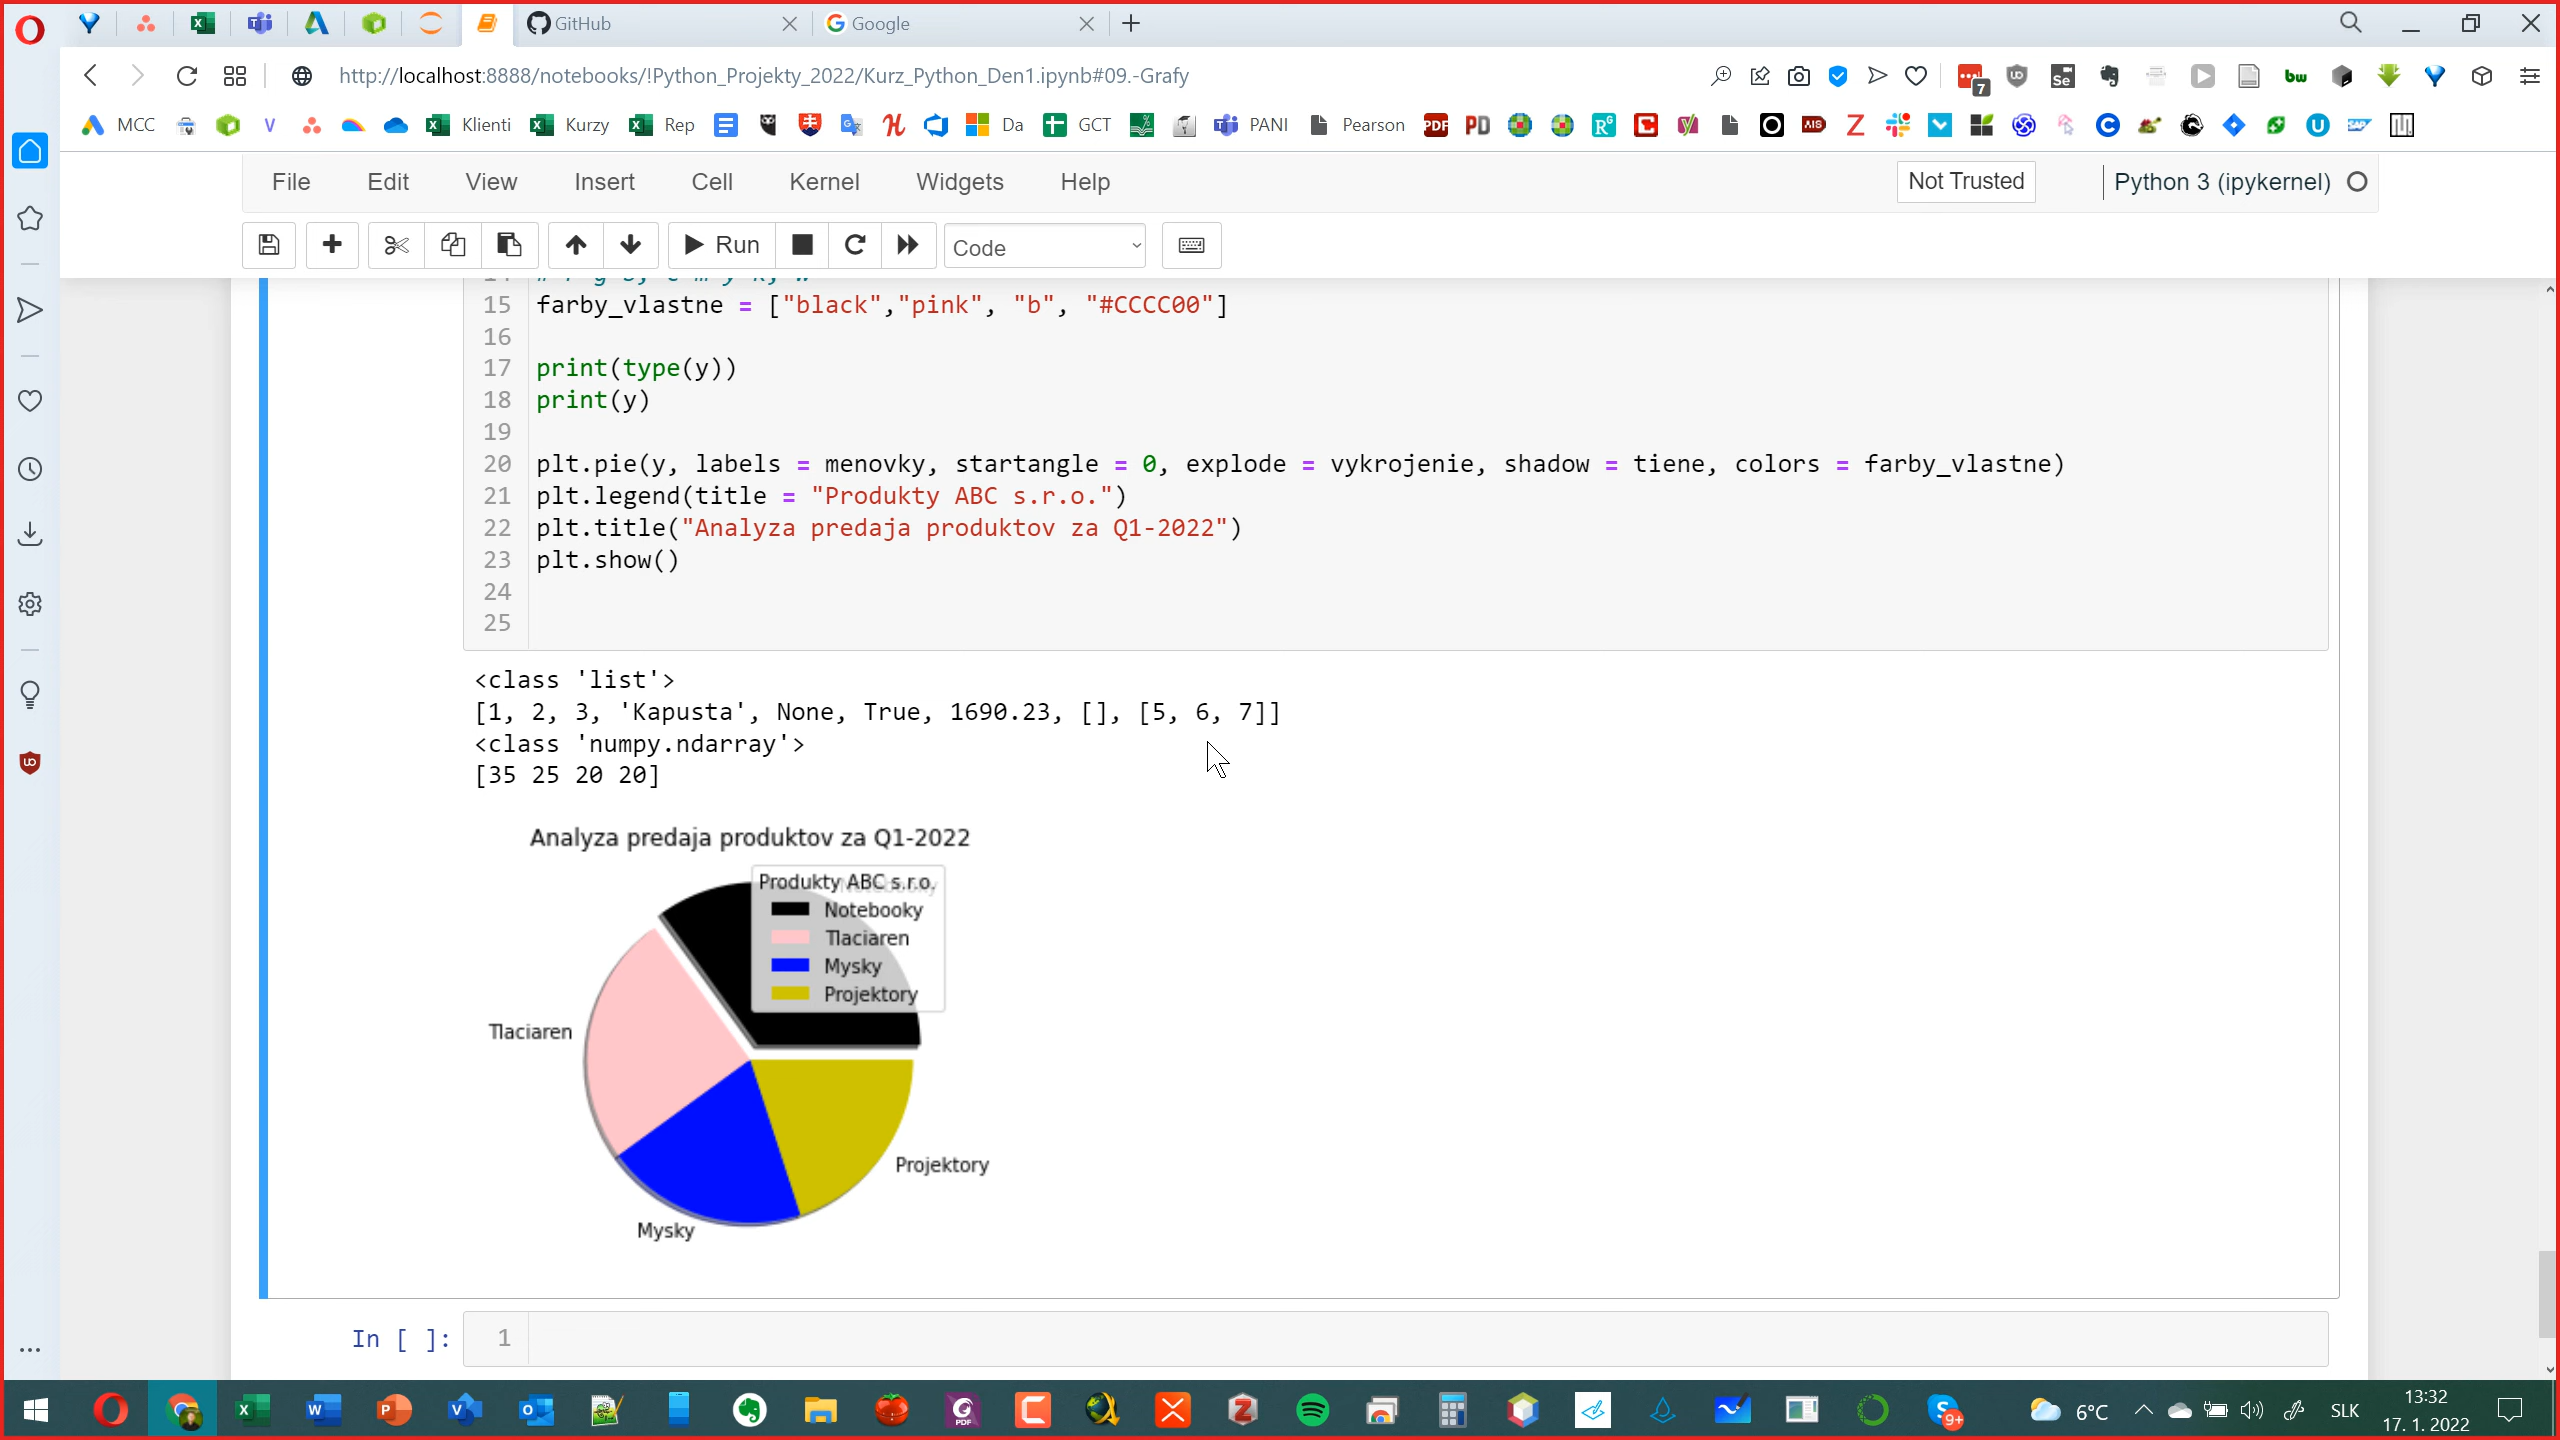 GitHub
Google
http://localhost:8888/notebooks/!Python_Projekty_2022/Kurz_Python_Den1.ipynb#09.-Grafy
7
MCC V Klienti Kurzy Rep Da GCT PANI Pearson
File Edit View Insert Cell Kernel Widgets Help
Not Trusted
Python 3 (ipykernel)
Run
Code
15 farby_vlastne = ["black","pink", "b", "#CCCC00"]
16
17 print(type(y))
18 print(y)
19
20 plt.pie(y, labels = menovky, startangle = 0, explode = vykrojenie, shadow = tiene, colors = farby_vlastne)
21 plt.legend(title = "Produkty ABC s.r.o.")
22 plt.title("Analyza predaja produktov za Q1-2022")
23 plt.show()
24
25
<class 'list'>
[1, 2, 3, 'Kapusta', None, True, 1690.23, [], [5, 6, 7]]
<class 'numpy.ndarray'>
[35 25 20 20]
Analyza predaja produktov za Q1-2022
Produkty ABC s.r.o.
Notebooky
Tlaciaren
Mysky
Projektory
Tlaciaren
Projektory
Mysky
In [ ]: 1
6°C
SLK
13:32
17. 1. 2022
9+